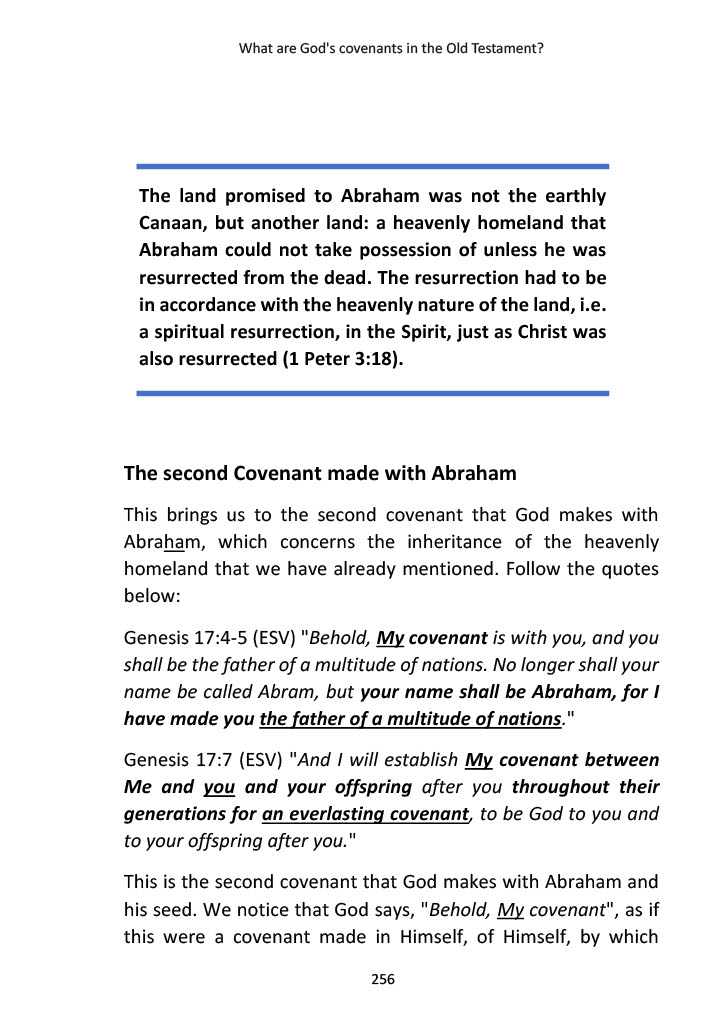 What are God's covenants in the Old Testament?
The land promised to Abraham was not the earthly
Canaan, but another land: a heavenly homeland that
Abraham could not take possession of unless he was
resurrected from the dead. The resurrection had to be
in accordance with the heavenly nature of the land, i.e.
a spiritual resurrection, in the Spirit, just as Christ was
also resurrected (1 Peter 3:18).
The second Covenant made with Abraham
This brings us to the second covenant that God makes with
Abraham, which concerns the inheritance of the heavenly
homeland that we have already mentioned. Follow the quotes
below:
Genesis 17:4-5 (ESV) "Behold, My covenant is with you, and you
shall be the father of a multitude of nations. No longer shall your
name be called Abram, but your name shall be Abraham, for I
have made you the father of a multitude of nations."
Genesis 17:7 (ESV) "And I will establish My covenant between
Me and you and your offspring after you throughout their
generations for an everlasting covenant, to be God to you and
to your offspring after you."
This is the second covenant that God makes with Abraham and
his seed. We notice that God says, "Behold, My covenant", as if
this were a covenant made in Himself, of Himself, by which
256